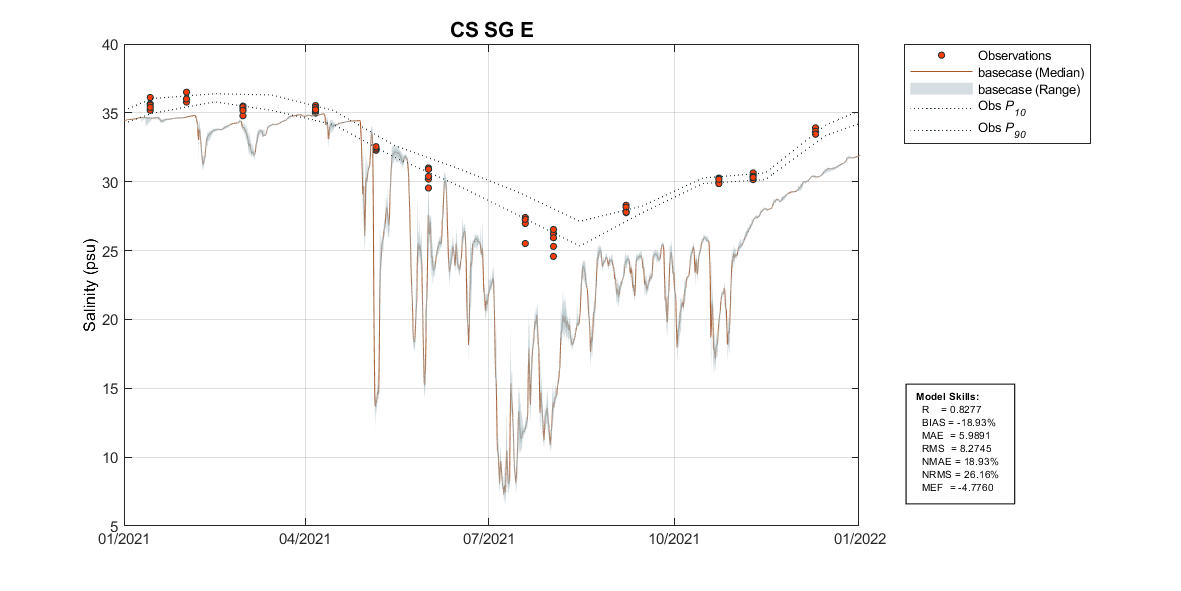 CS SG E
Salinity (psu)
40
35
30
25
20
15
10
5
01/2021
04/2021
07/2021
10/2021
01/2022
Observations
basecase (Median)
basecase (Range)
Obs P10
Obs P90
Model Skills:
R = 0.8277
BIAS = -18.93%
MAE = 5.9891
RMS = 8.2745
NMAE = 18.93%
NRMS = 26.16%
MEF = -4.7760